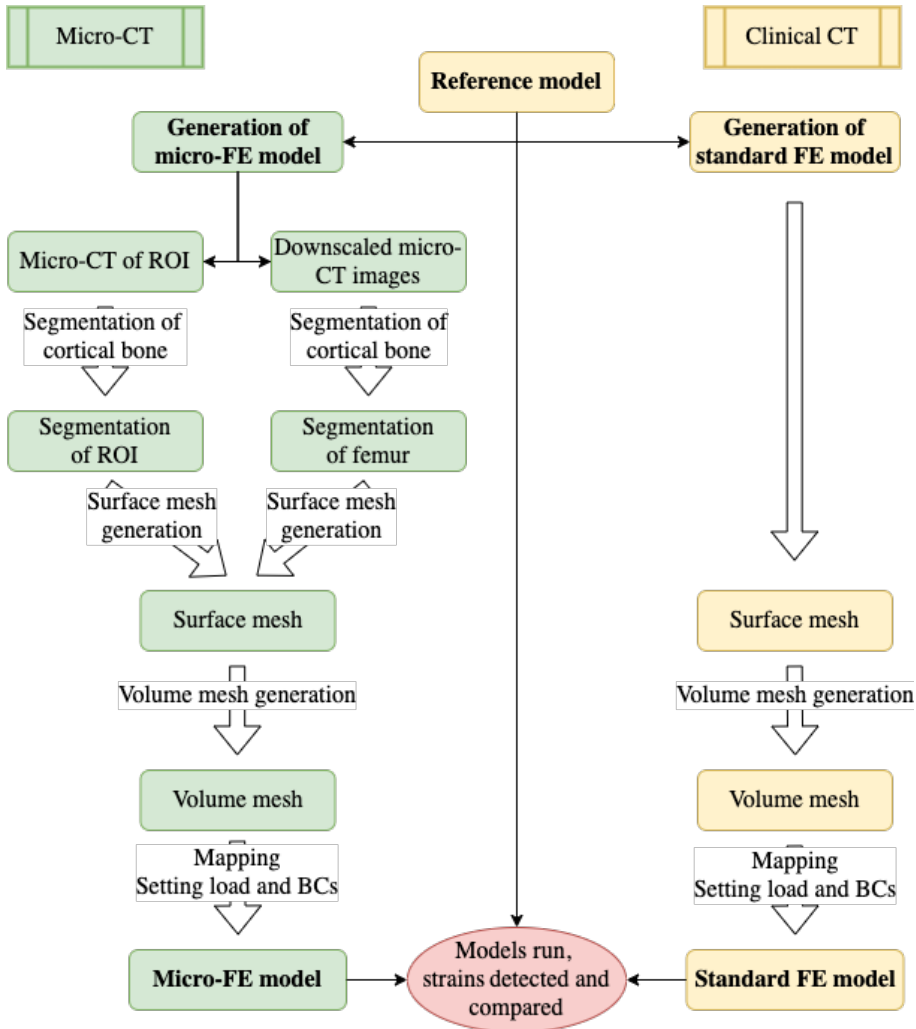 Micro-CT
Clinical CT
Reference model
Generation of
micro-FE model
Generation of
standard FE model
Micro-CT of ROI
Downscaled micro-
CT images
Segmentation of
cortical bone
Segmentation of
cortical bone
Segmentation
of ROI
Segmentation
of femur
Surface mesh
generation
Surface mesh
generation
Surface mesh
Surface mesh
Volume mesh generation
Volume mesh generation
Volume mesh
Volume mesh
Mapping
Setting load and BCs
Mapping
Setting load and BCs
Micro-FE model
Models run,
strains detected and
compared
Standard FE model